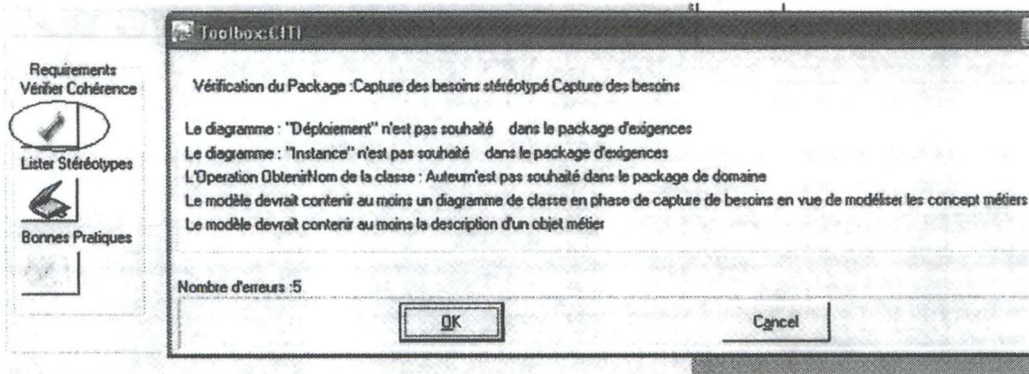 Toolbox:CITI
Requirements
Vérifier Cohérence
Lister Stéréotypes
Bonnes Pratiques
Vérification du Package :Capture des besoins stéréotypé Capture des besoins
Le diagramme : "Déploiement" n'est pas souhaité dans le package d'exigences
Le diagramme : "Instance" n'est pas souhaité dans le package d'exigences
L'Operation ObtenirNom de la classe : Auteurn'est pas souhaité dans le package de domaine
Le modèle devrait contenir au moins un diagramme de classe en phase de capture de besoins en vue de modéliser les concept métiers
Le modèle devrait contenir au moins la description d'un objet métier
Nombre d'erreurs :5
OK
Cancel